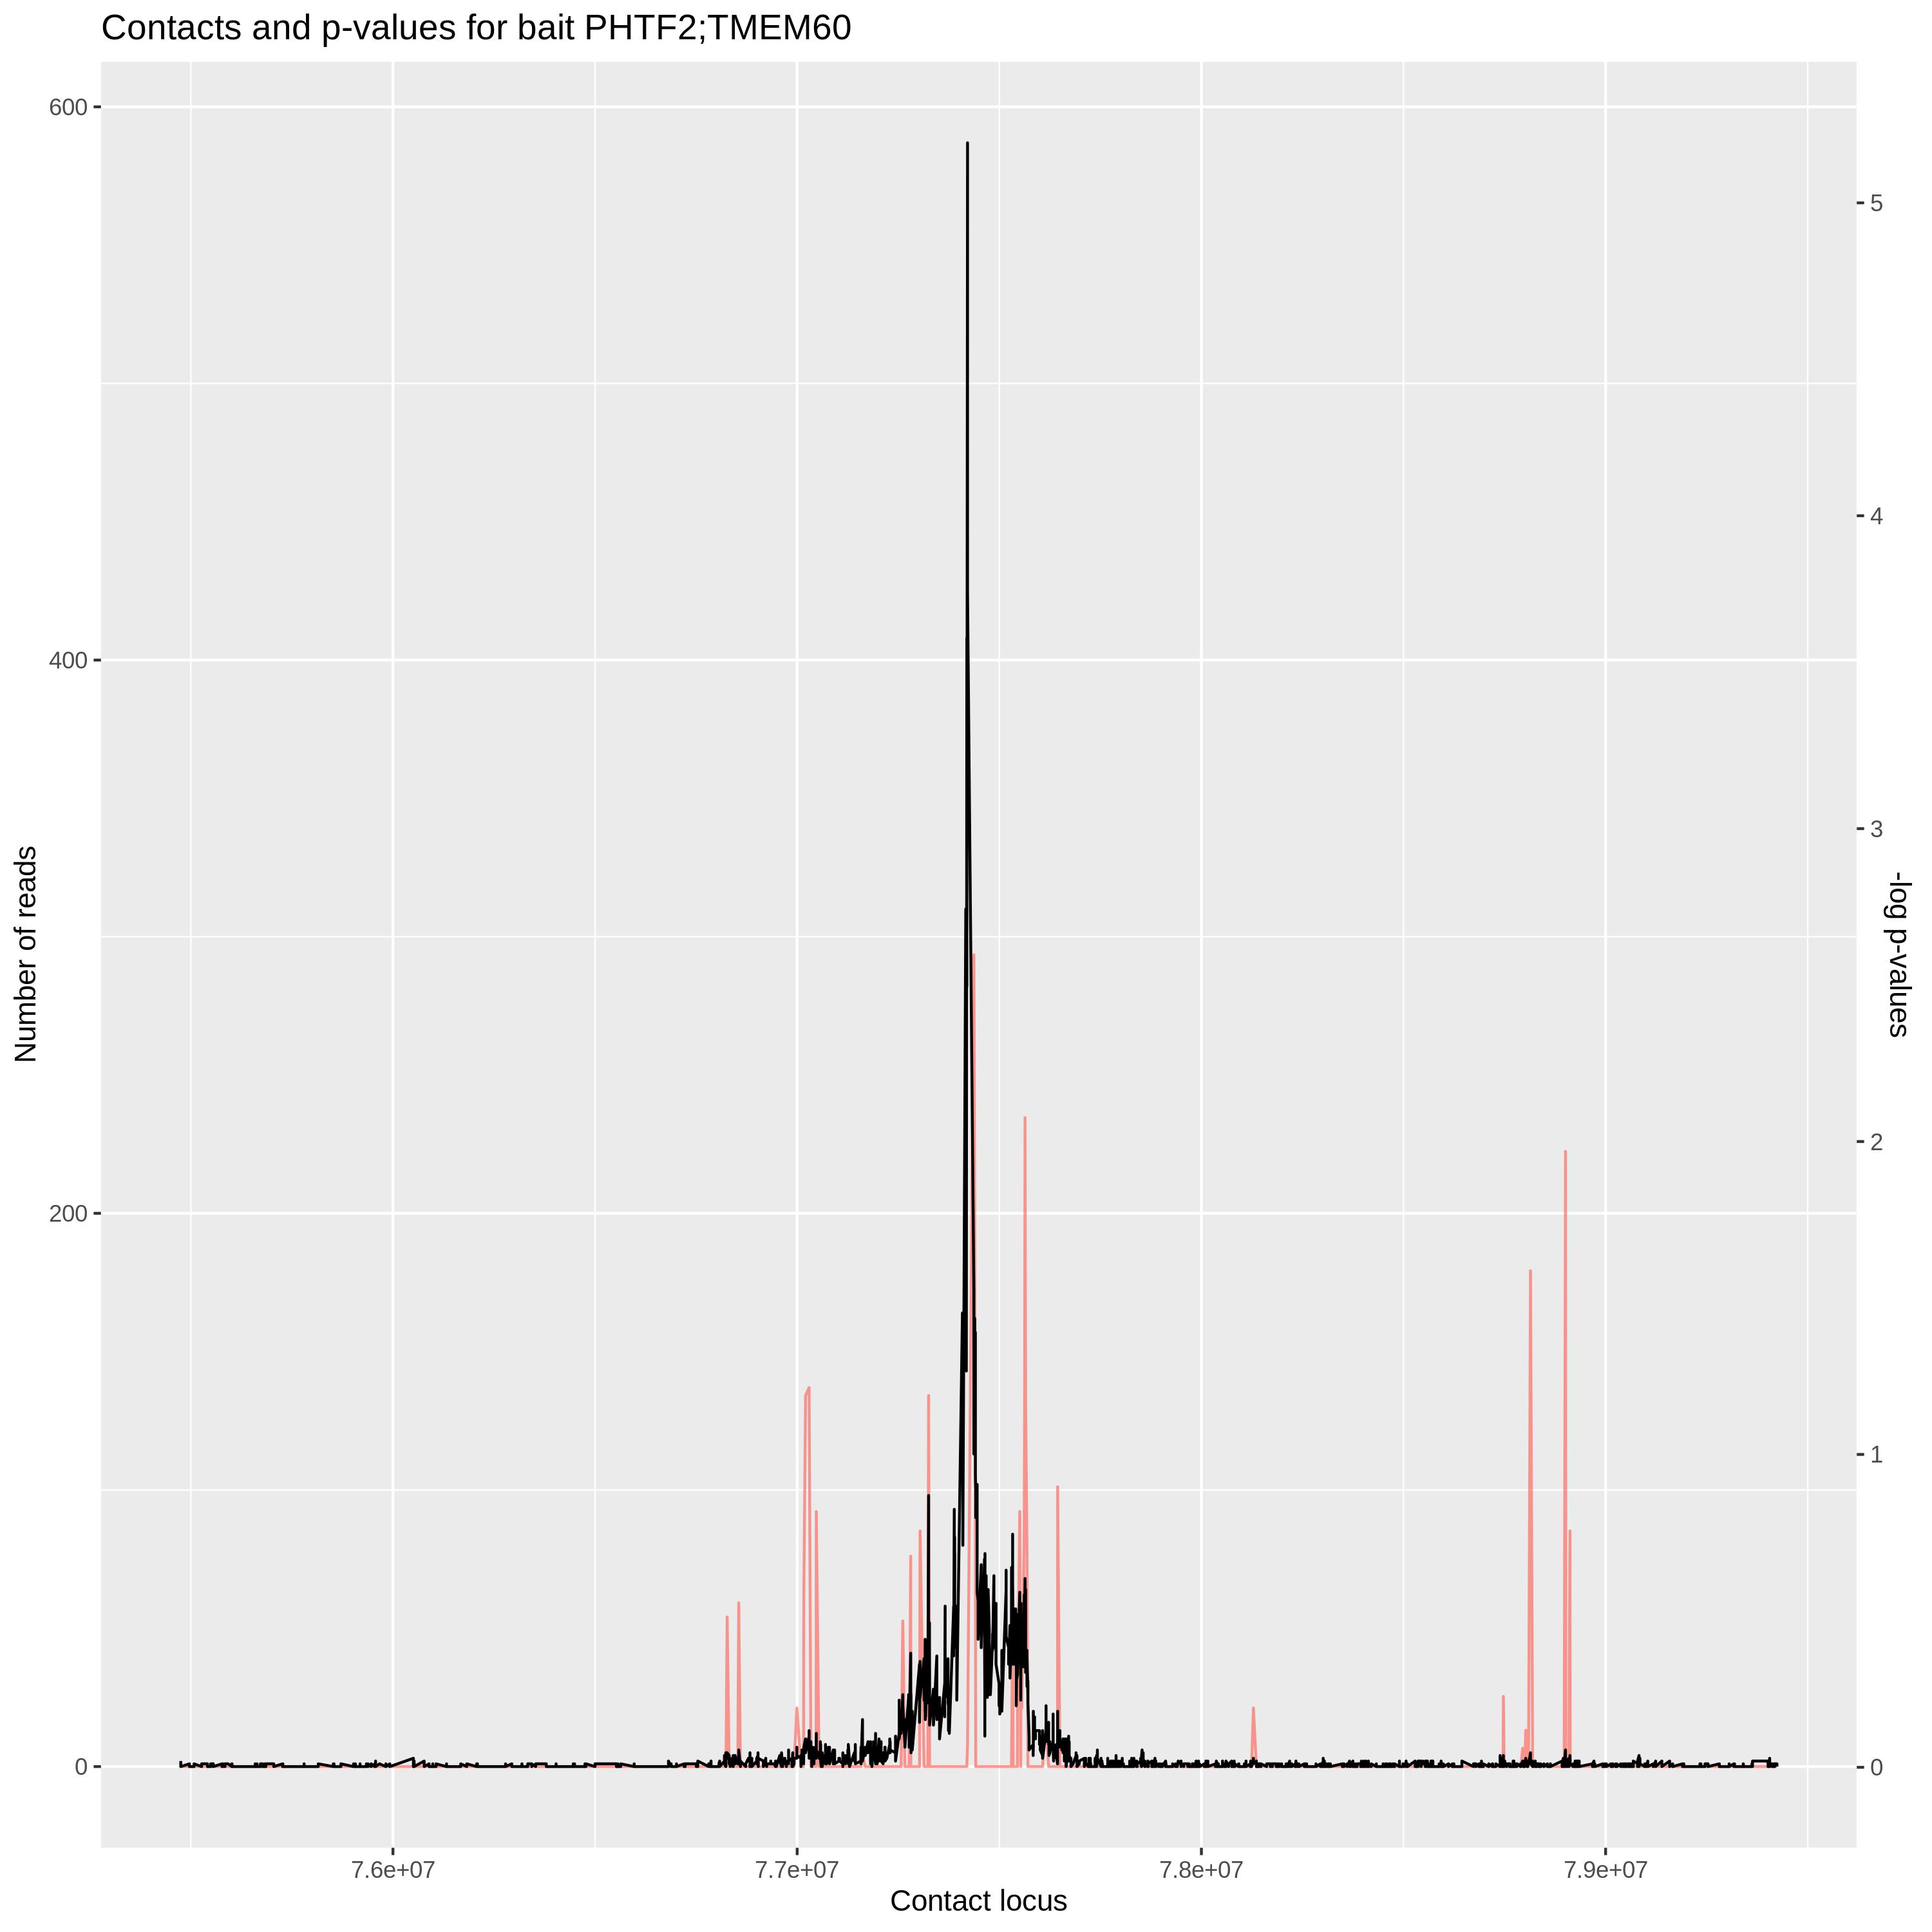 Contacts and p-values for bait PHTF2;TMEM60
600
400
200
0
Number of reads
5
4
3
2
1
0
-log p-values
7.6e+07
7.7e+07
7.8e+07
7.9e+07
Contact locus